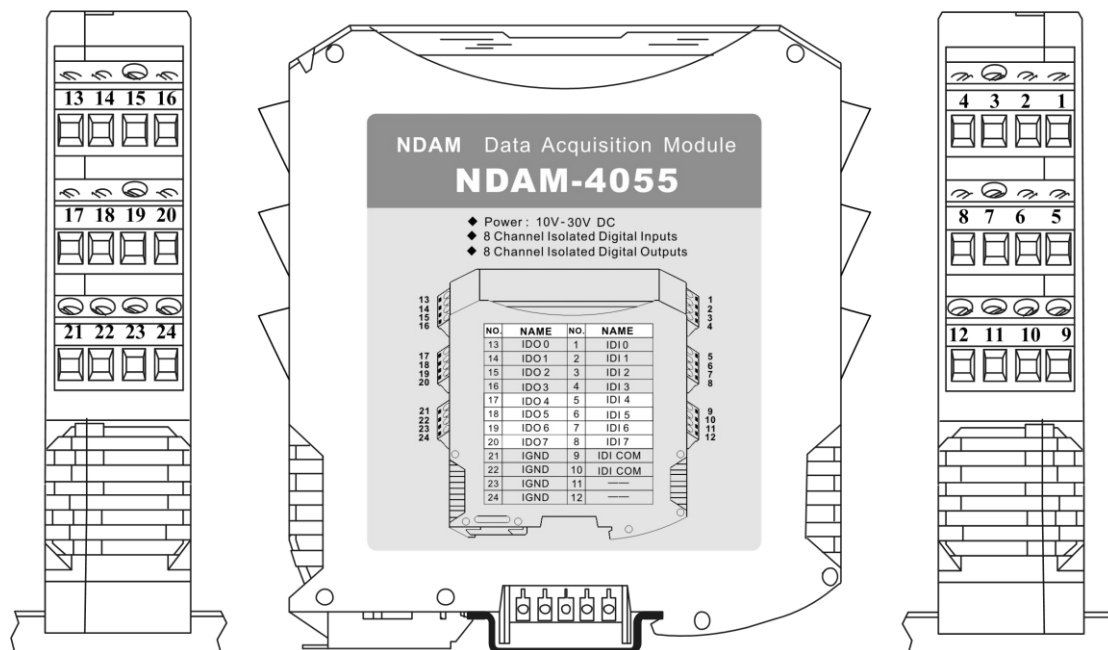 13 14 15 16
17 18 19 20
21 22 23 24
NDAM Data Acquisition Module
NDAM-4055
◆ Power: 10V-30V DC
◆ 8 Channel Isolated Digital Inputs
◆ 8 Channel Isolated Digital Outputs
13
14
15
16
17
18
19
20
21
22
23
24
NO. NAME NO. NAME
13 IDO 0 1 IDI 0
14 IDO 1 2 IDI 1
15 IDO 2 3 IDI 2
16 IDO 3 4 IDI 3
17 IDO 4 5 IDI 4
18 IDO 5 6 IDI 5
19 IDO 6 7 IDI 6
20 IDO 7 8 IDI 7
21 IGND 9 IDI COM
22 IGND 10 IDI COM
23 IGND 11 ——
24 IGND 12 ——
1
2
3
4
5
6
7
8
9
10
11
12
4 3 2 1
8 7 6 5
12 11 10 9